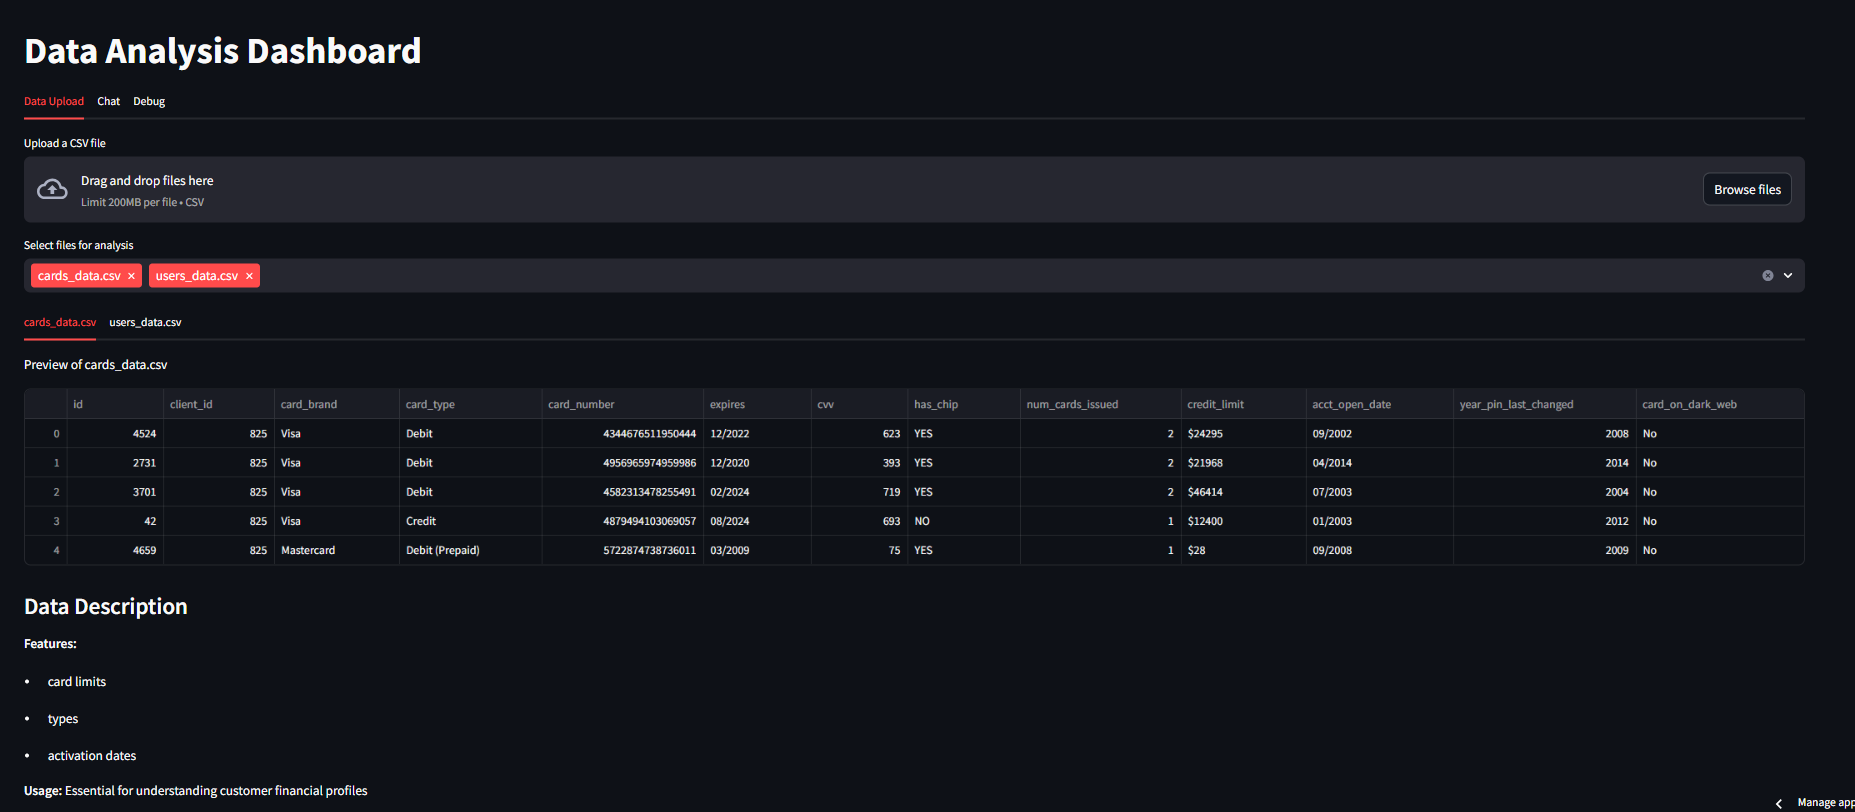 Data Analysis Dashboard
Data Upload Chat Debug
Upload a CSV file
Drag and drop files here
Limit 200MB per file • CSV
Browse files
Select files for analysis
cards_data.csv × users_data.csv ×
cards_data.csv users_data.csv
Preview of cards_data.csv
id client_id card_brand card_type card_number expires cvv has_chip num_cards_issued credit_limit acct_open_date year_pin_last_changed card_on_dark_web
0 4524 825 Visa Debit 4344676511950444 12/2022 623 YES 2 $24295 09/2002 2008 No
1 2731 825 Visa Debit 4956965974959986 12/2020 393 YES 2 $21968 04/2014 2014 No
2 3701 825 Visa Debit 4582313478255491 02/2024 719 YES 2 $46414 07/2003 2004 No
3 42 825 Visa Credit 4879494103069057 08/2024 693 NO 1 $12400 01/2003 2012 No
4 4659 825 Mastercard Debit (Prepaid) 5722874738736011 03/2009 75 YES 1 $28 09/2008 2009 No
Data Description
Features:
• card limits
• types
• activation dates
Usage: Essential for understanding customer financial profiles
Manage app